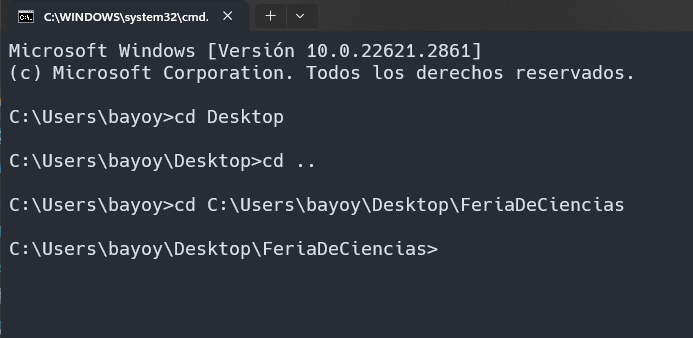 C:\WINDOWS\system32\cmd.
Microsoft Windows [Versión 10.0.22621.2861]
(c) Microsoft Corporation. Todos los derechos reservados.
C:\Users\bayoy>cd Desktop
C:\Users\bayoy\Desktop>cd ..
C:\Users\bayoy>cd C:\Users\bayoy\Desktop\FeriaDeCiencias
C:\Users\bayoy\Desktop\FeriaDeCiencias>